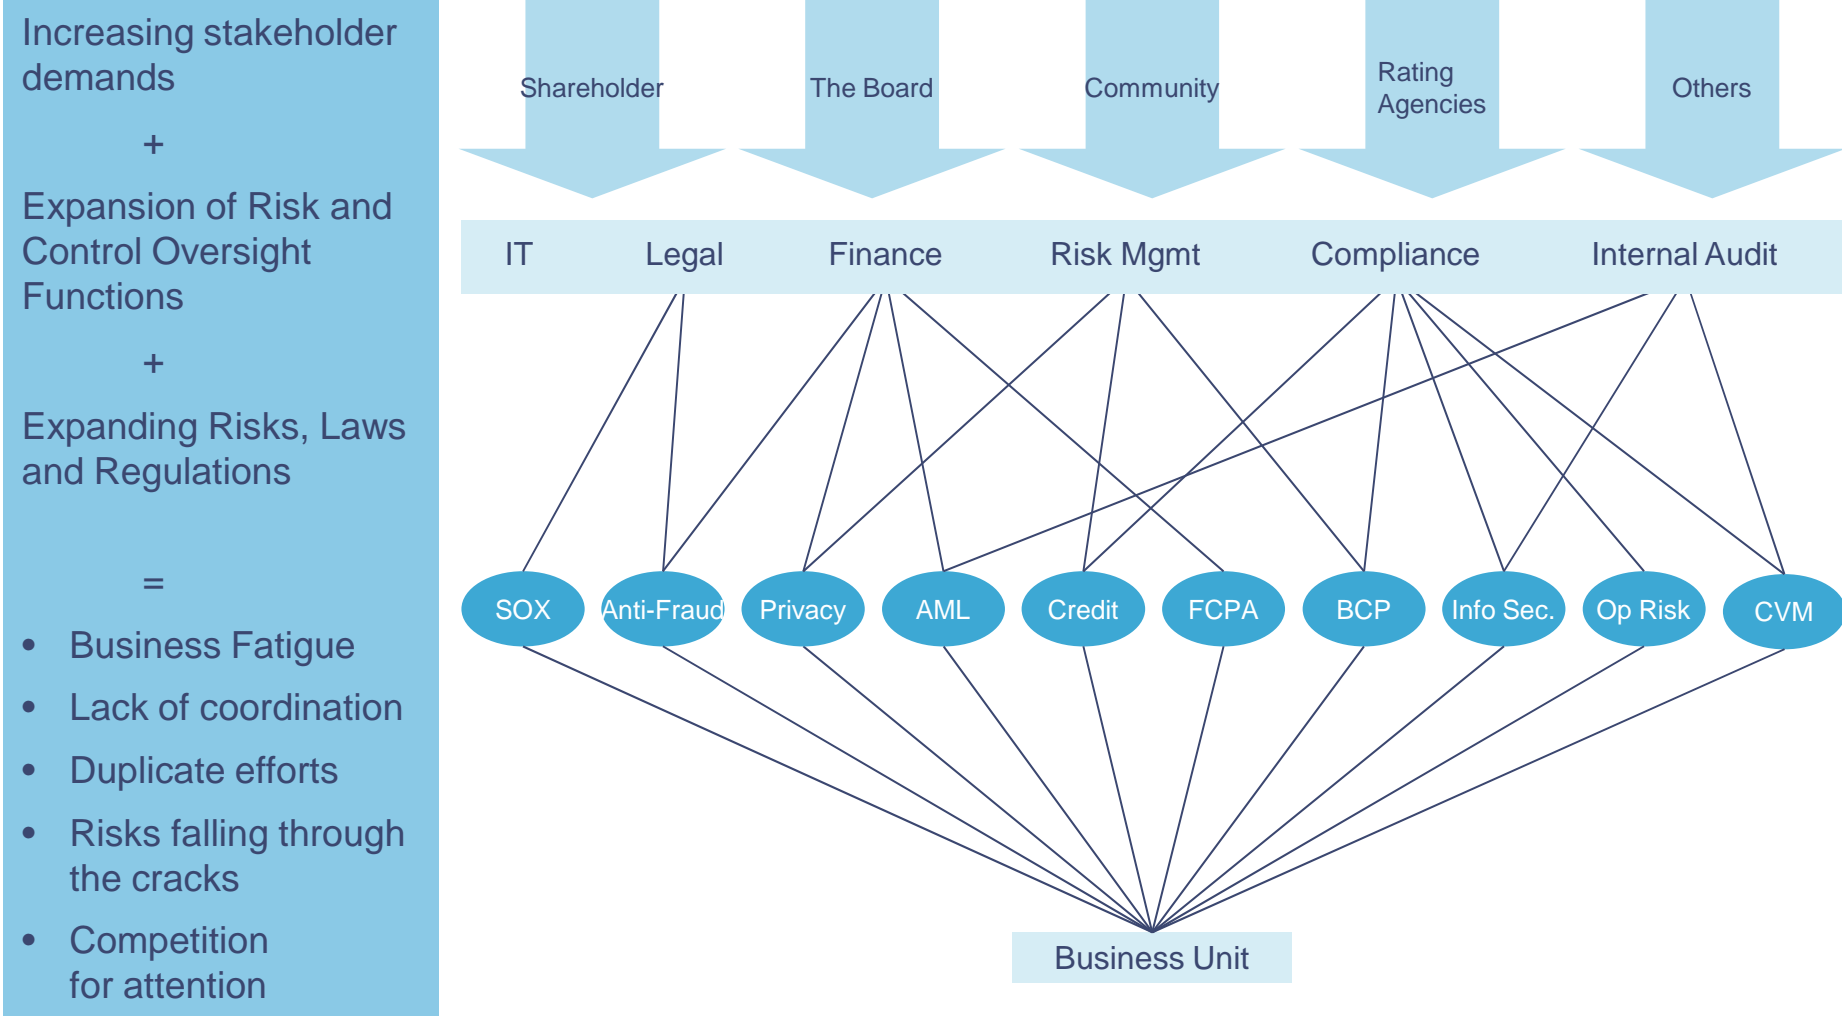 Increasing stakeholder
demands
+
Expansion of Risk and
Control Oversight
Functions
+
Expanding Risks, Laws
and Regulations
=
• Business Fatigue
• Lack of coordination
• Duplicate efforts
• Risks falling through
the cracks
• Competition
for attention
Shareholder
The Board
Community
Rating
Agencies
Others
IT
Legal
Finance
Risk Mgmt
Compliance
Internal Audit
SOX
Anti-Fraud
Privacy
AML
Credit
FCPA
BCP
Info Sec.
Op Risk
CVM
Business Unit